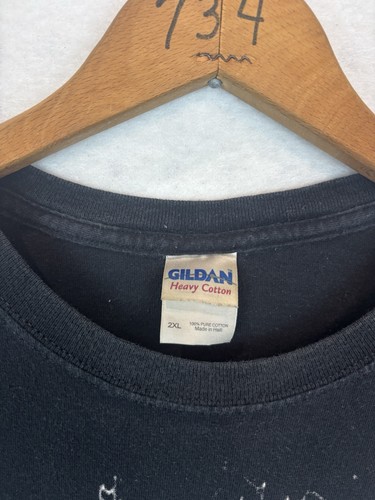 734
GILDAN
Heavy Cotton
2XL
100% PURE COTTON
Made in Haiti